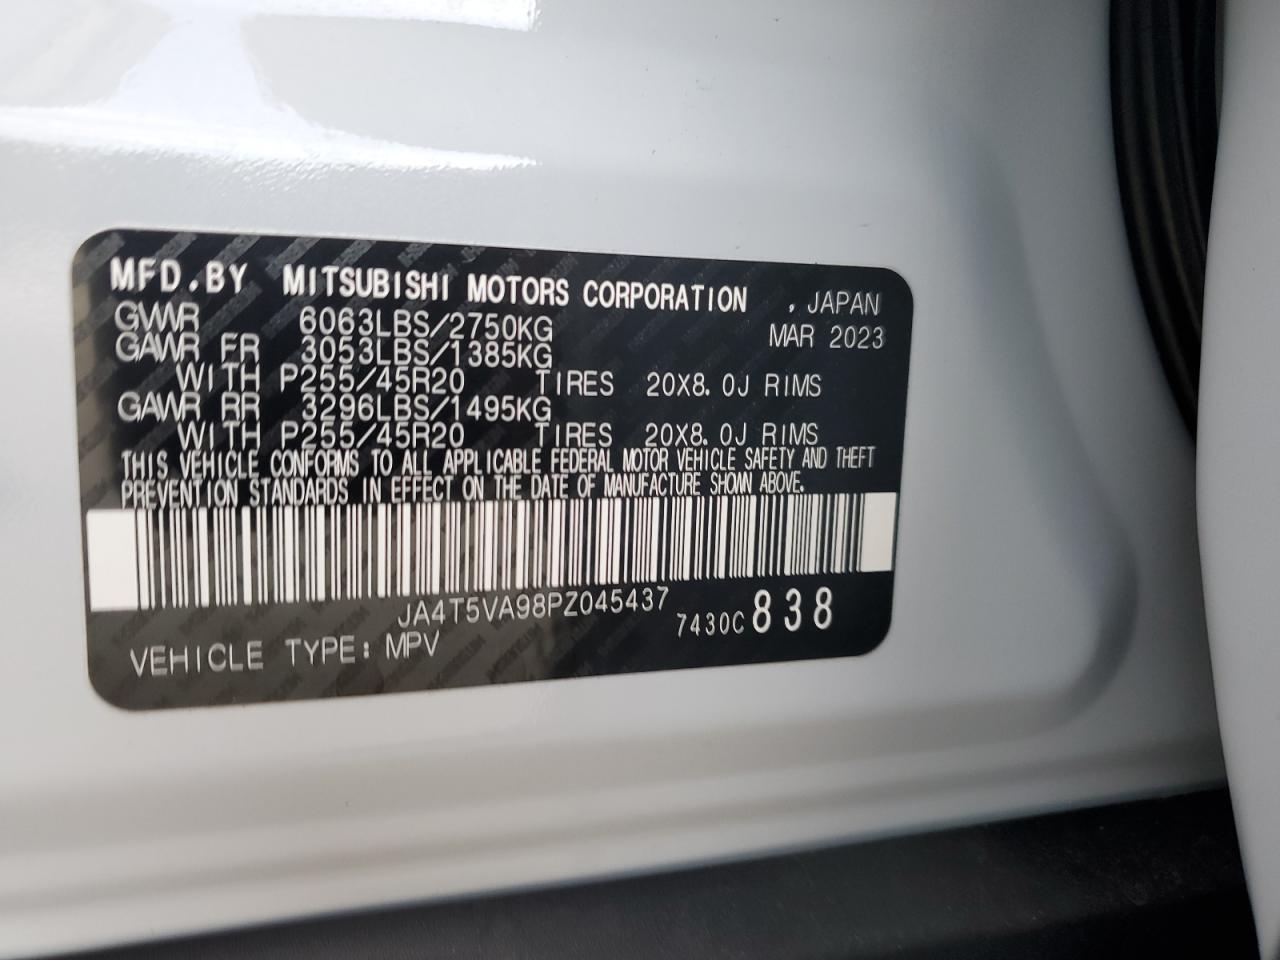 MFD.BY MITSUBISHI MOTORS CORPORATION , JAPAN
GVWR 6063LBS/2750KG MAR 2023
GAWR FR 3053LBS/1385KG
WITH P255/45R20 TIRES 20X8.0J RIMS
GAWR RR 3296LBS/1495KG
WITH P255/45R20 TIRES 20X8.0J RIMS
THIS VEHICLE CONFORMS TO ALL APPLICABLE FEDERAL MOTOR VEHICLE SAFETY AND THEFT
PREVENTION STANDARDS IN EFFECT ON THE DATE OF MANUFACTURE SHOWN ABOVE.
JA4T5VA98PZ045437 7430C 838
VEHICLE TYPE: MPV